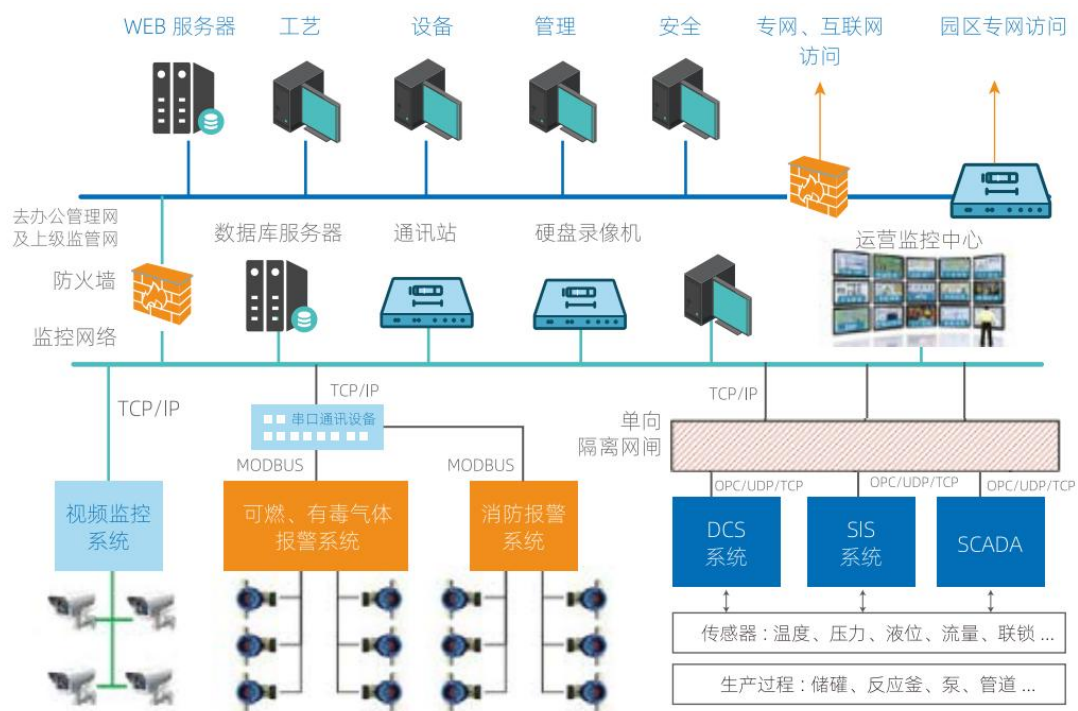 WEB 服务器
工艺
设备
管理
安全
专网、互联网
访问
园区专网访问
去办公管理网
及上级监管网
数据库服务器
通讯站
硬盘录像机
运营监控中心
防火墙
监控网络
TCP/IP
TCP/IP
TCP/IP
串口通讯设备
单向
隔离网闸
MODBUS
MODBUS
OPC/UDP/TCP
OPC/UDP/TCP
OPC/UDP/TCP
视频监控
系统
可燃、有毒气体
报警系统
消防报警
系统
DCS
系统
SIS
系统
SCADA
传感器：温度、压力、液位、流量、联锁 ...
生产过程：储罐、反应釜、泵、管道 ...